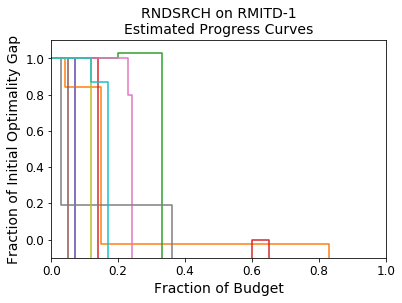 RNDSRCH on RMITD-1
Estimated Progress Curves
Fraction of Initial Optimality Gap
1.0
0.8
0.6
0.4
0.2
0.0
0.0 0.2 0.4 0.6 0.8 1.0
Fraction of Budget